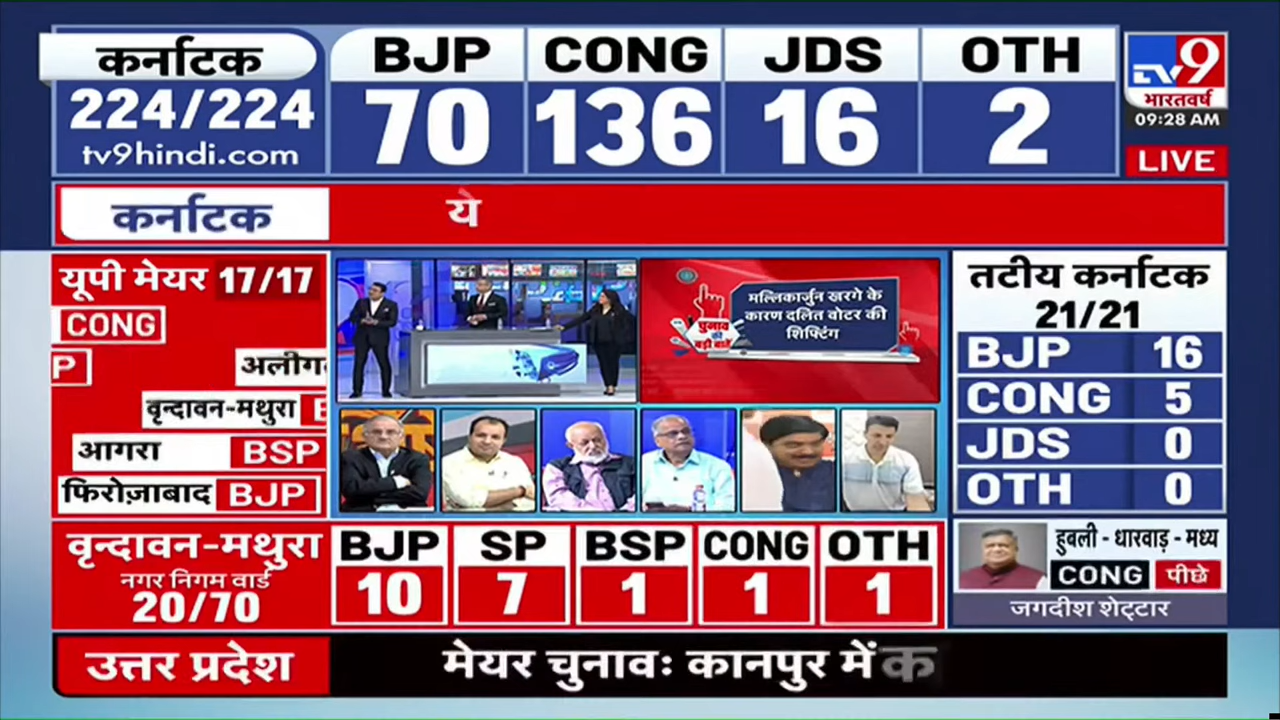 कर्नाटक
224/224
tv9hindi.com
BJP CONG JDS OTH
70 136 16 2
TV9
भारतवर्ष
09:28 AM
LIVE
कर्नाटक
ये
यूपी मेयर 17/17
CONG
P अलीग
वृन्दावन-मथुरा B
आगरा BSP
फिरोज़ाबाद BJP
मल्लिकार्जुन खरगे के
कारण दलित वोटर की
शिफ्टिंग
चुनाव
की
बड़ी बातें
तटीय कर्नाटक
21/21
BJP 16
CONG 5
JDS 0
OTH 0
वृन्दावन-मथुरा
नगर निगम वार्ड
20/70
BJP SP BSP CONG OTH
10 7 1 1 1
हुबली - धारवाड़ - मध्य
CONG पीछे
जगदीश शेट्टार
उत्तर प्रदेश
मेयर चुनावः कानपुर में क